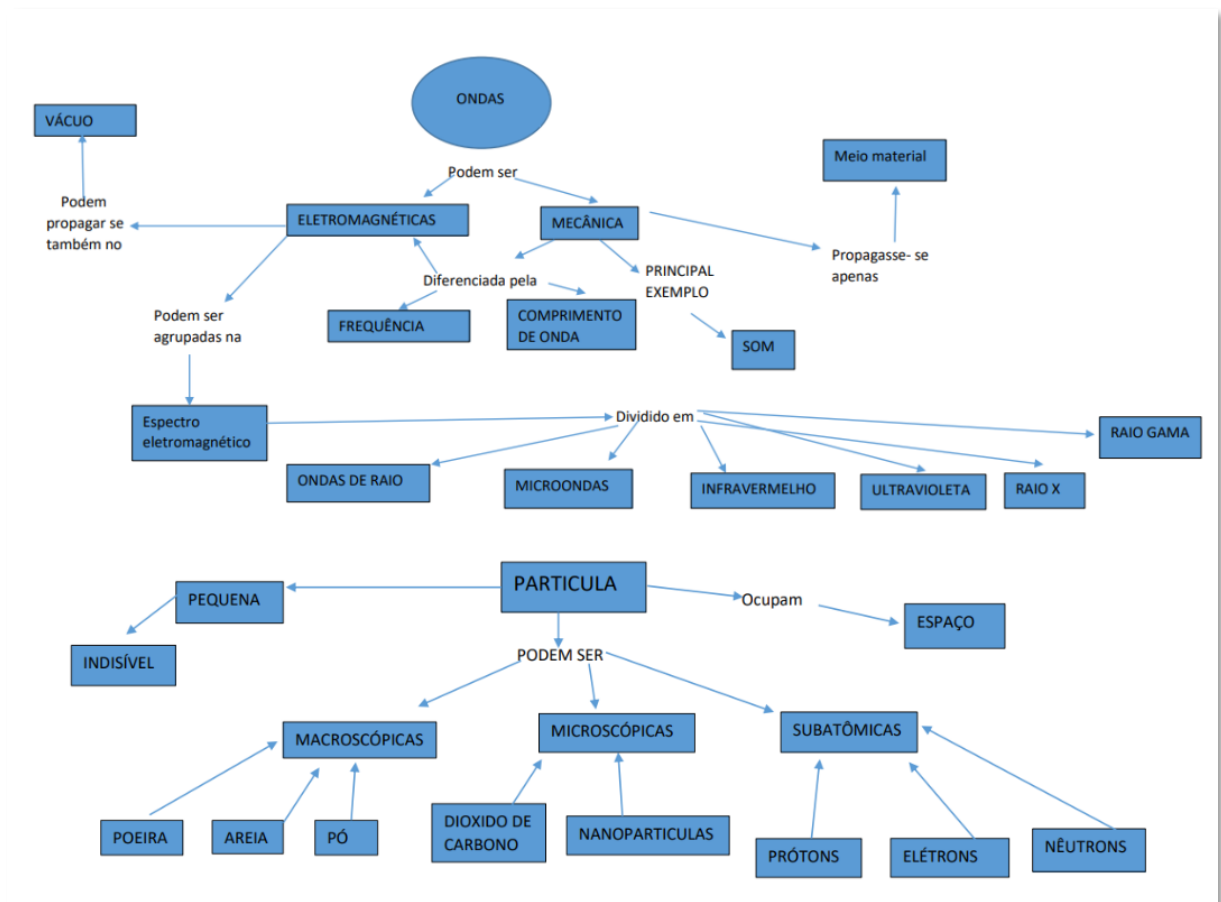 ONDAS
VÁCUO
Podem ser
Meio material
Podem
propagar se
também no
ELETROMAGNÉTICAS
MECÂNICA
Propagasse- se
apenas
Diferenciada pela
PRINCIPAL
EXEMPLO
Podem ser
agrupadas na
FREQUÊNCIA
COMPRIMENTO
DE ONDA
SOM
Espectro
eletromagnético
Dividido em
RAIO GAMA
ONDAS DE RAIO
MICROONDAS
INFRAVERMELHO
ULTRAVIOLETA
RAIO X
PARTICULA
PEQUENA
Ocupam
ESPAÇO
INDISÍVEL
PODEM SER
MACROSCÓPICAS
MICROSCÓPICAS
SUBATÔMICAS
POEIRA
AREIA
PÓ
DIOXIDO DE
CARBONO
NANOPARTICULAS
PRÓTONS
ELÉTRONS
NÊUTRONS